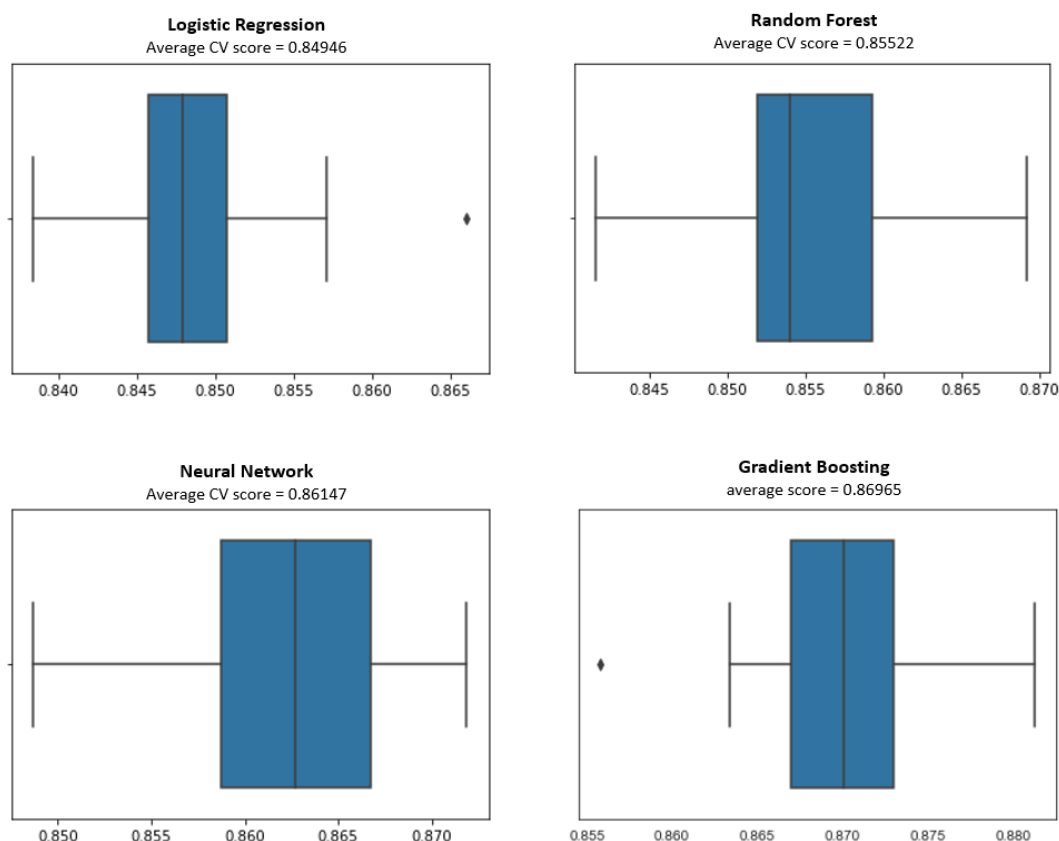 Logistic Regression
Average CV score = 0.84946
0.840 0.845 0.850 0.855 0.860 0.865
Random Forest
Average CV score = 0.85522
0.845 0.850 0.855 0.860 0.865 0.870
Neural Network
Average CV score = 0.86147
0.850 0.855 0.860 0.865 0.870
Gradient Boosting
average score = 0.86965
0.855 0.860 0.865 0.870 0.875 0.880